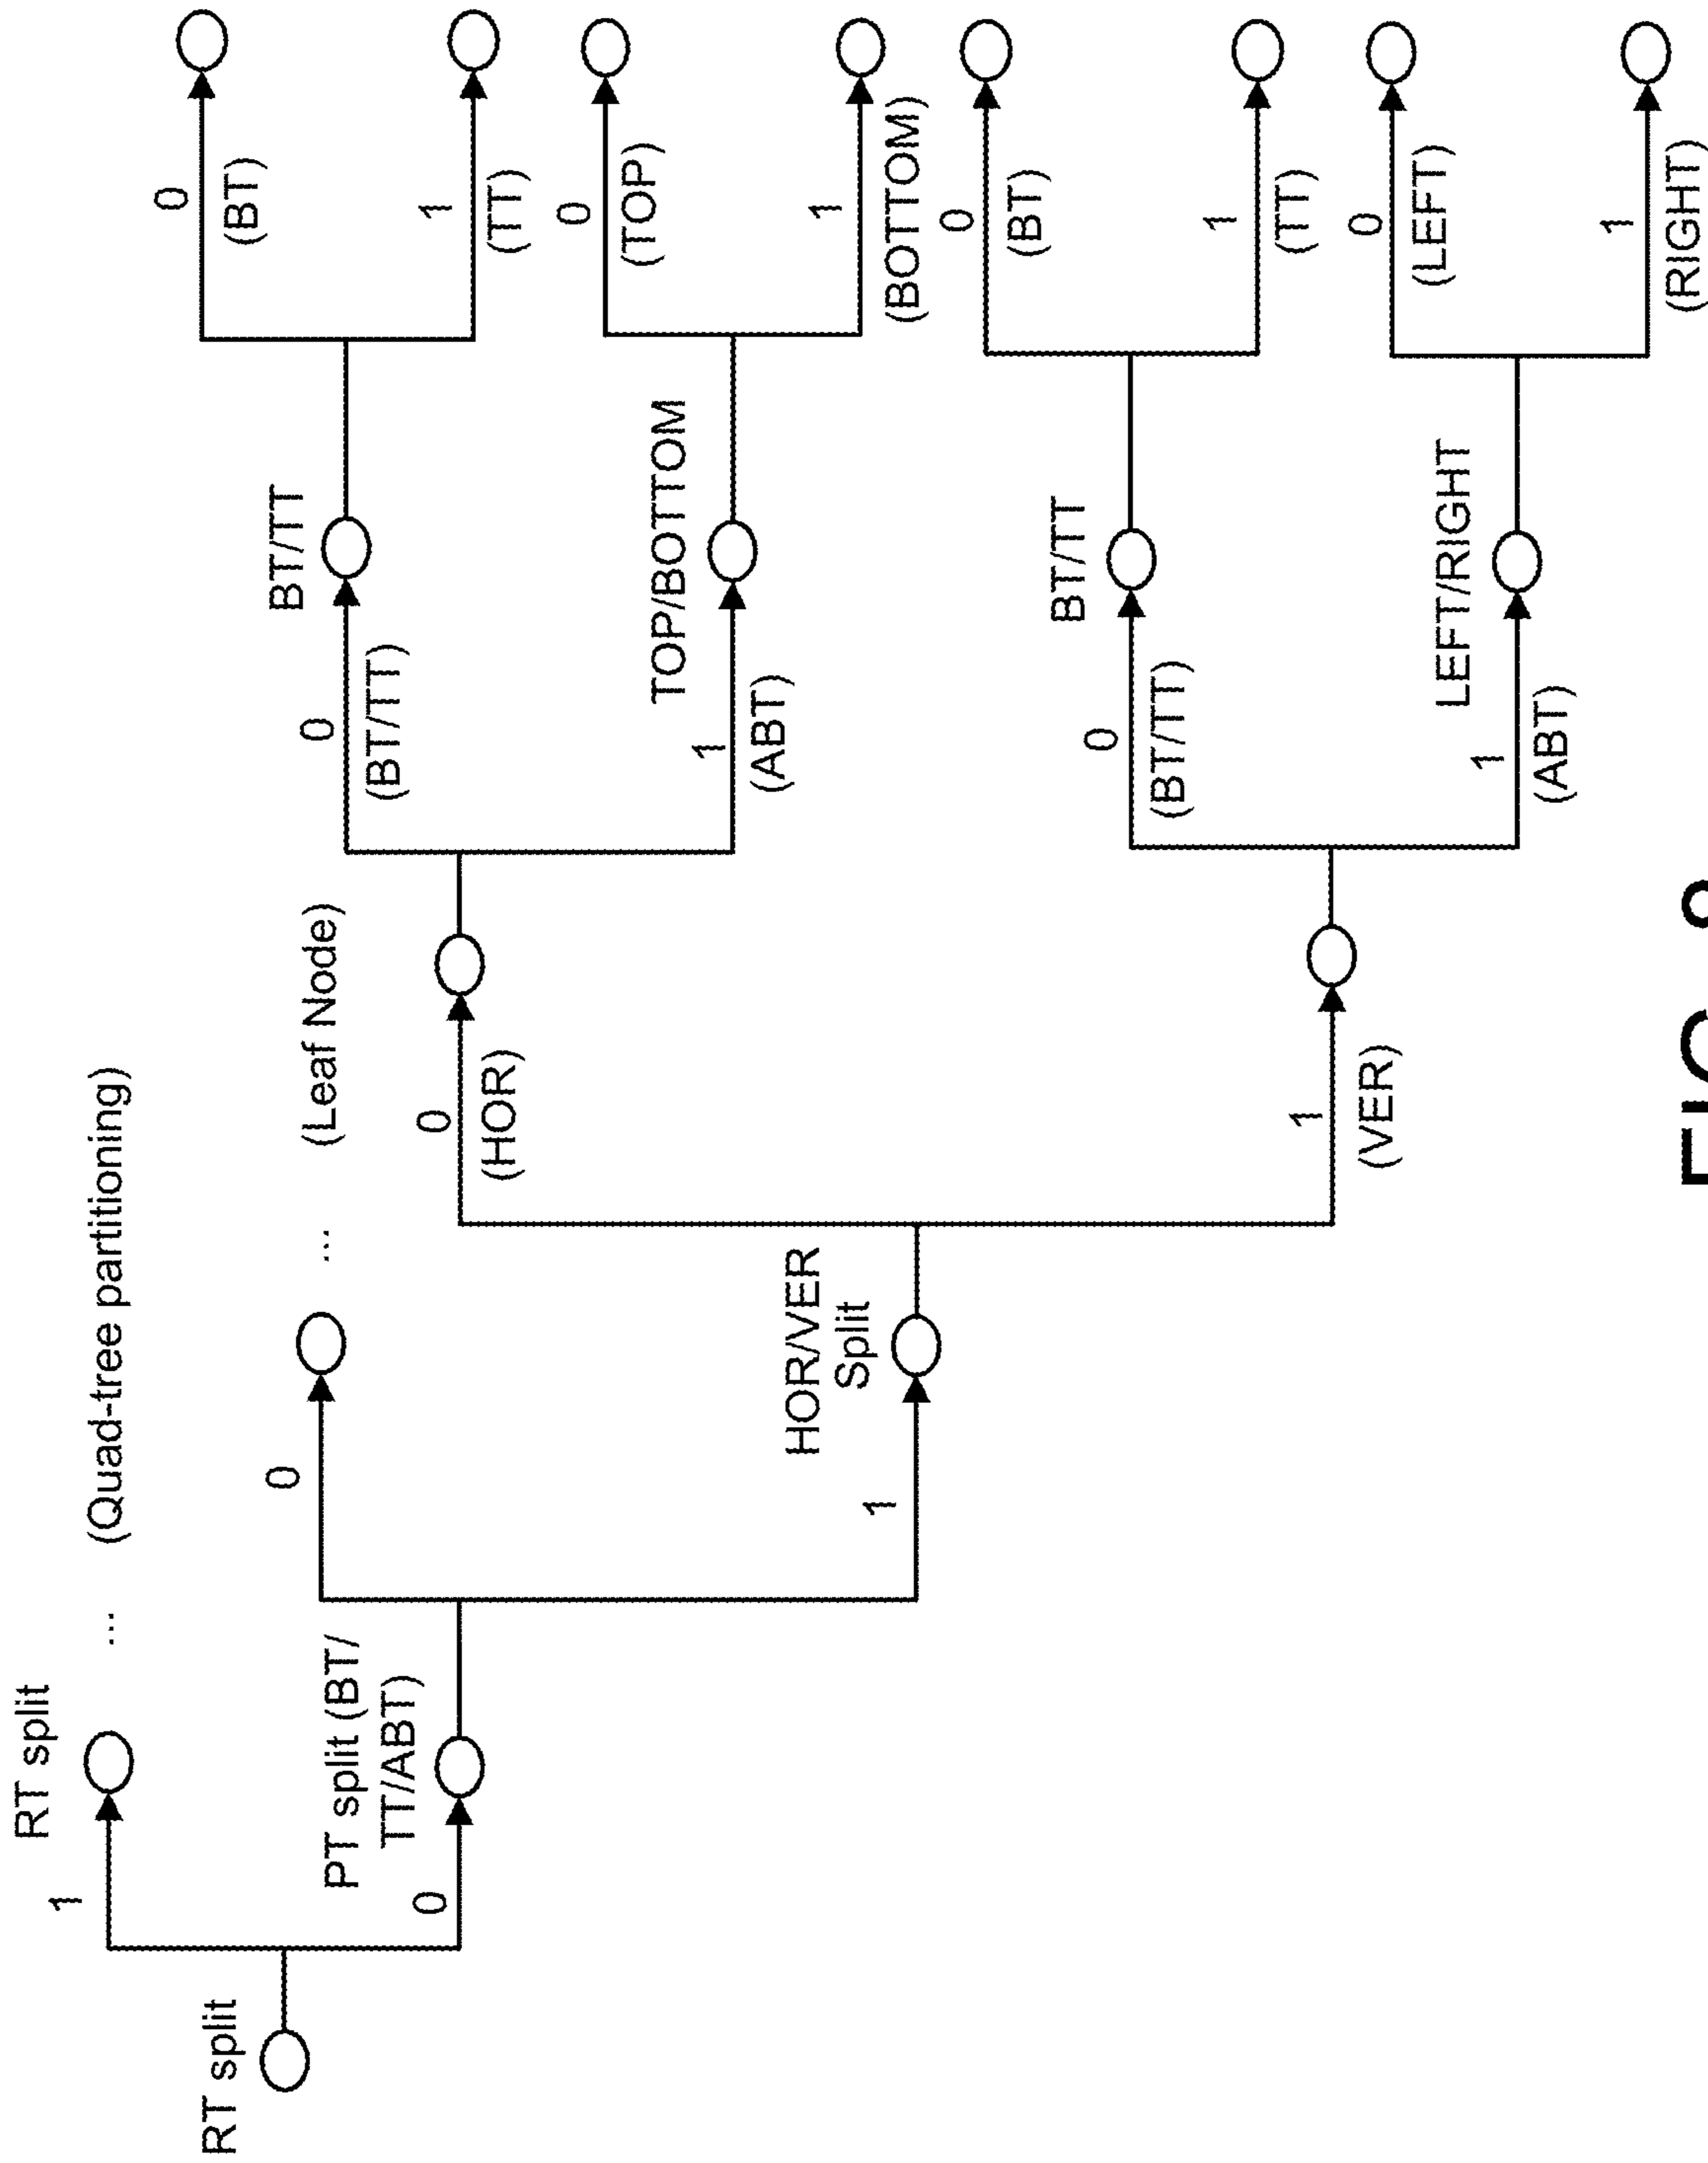 RT split
1
RT split
... (Quad-tree partitioning)
0
PT split (BT/
TT/ABT)
0
... (Leaf Node)
1
HOR/VER
Split
0
(HOR)
1
(VER)
0
(BT/TT)
BT/TT
1
(ABT)
TOP/BOTTOM
0
(BT/TT)
BT/TT
1
(ABT)
LEFT/RIGHT
0
(BT)
1
(TT)
0
(TOP)
1
(BOTTOM)
0
(BT)
1
(TT)
0
(LEFT)
1
(RIGHT)